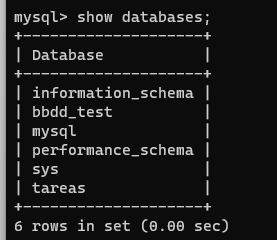 mysql> show databases;
+--------------------+
| Database           |
+--------------------+
| information_schema |
| bbdd_test          |
| mysql              |
| performance_schema |
| sys                |
| tareas             |
+--------------------+
6 rows in set (0.00 sec)